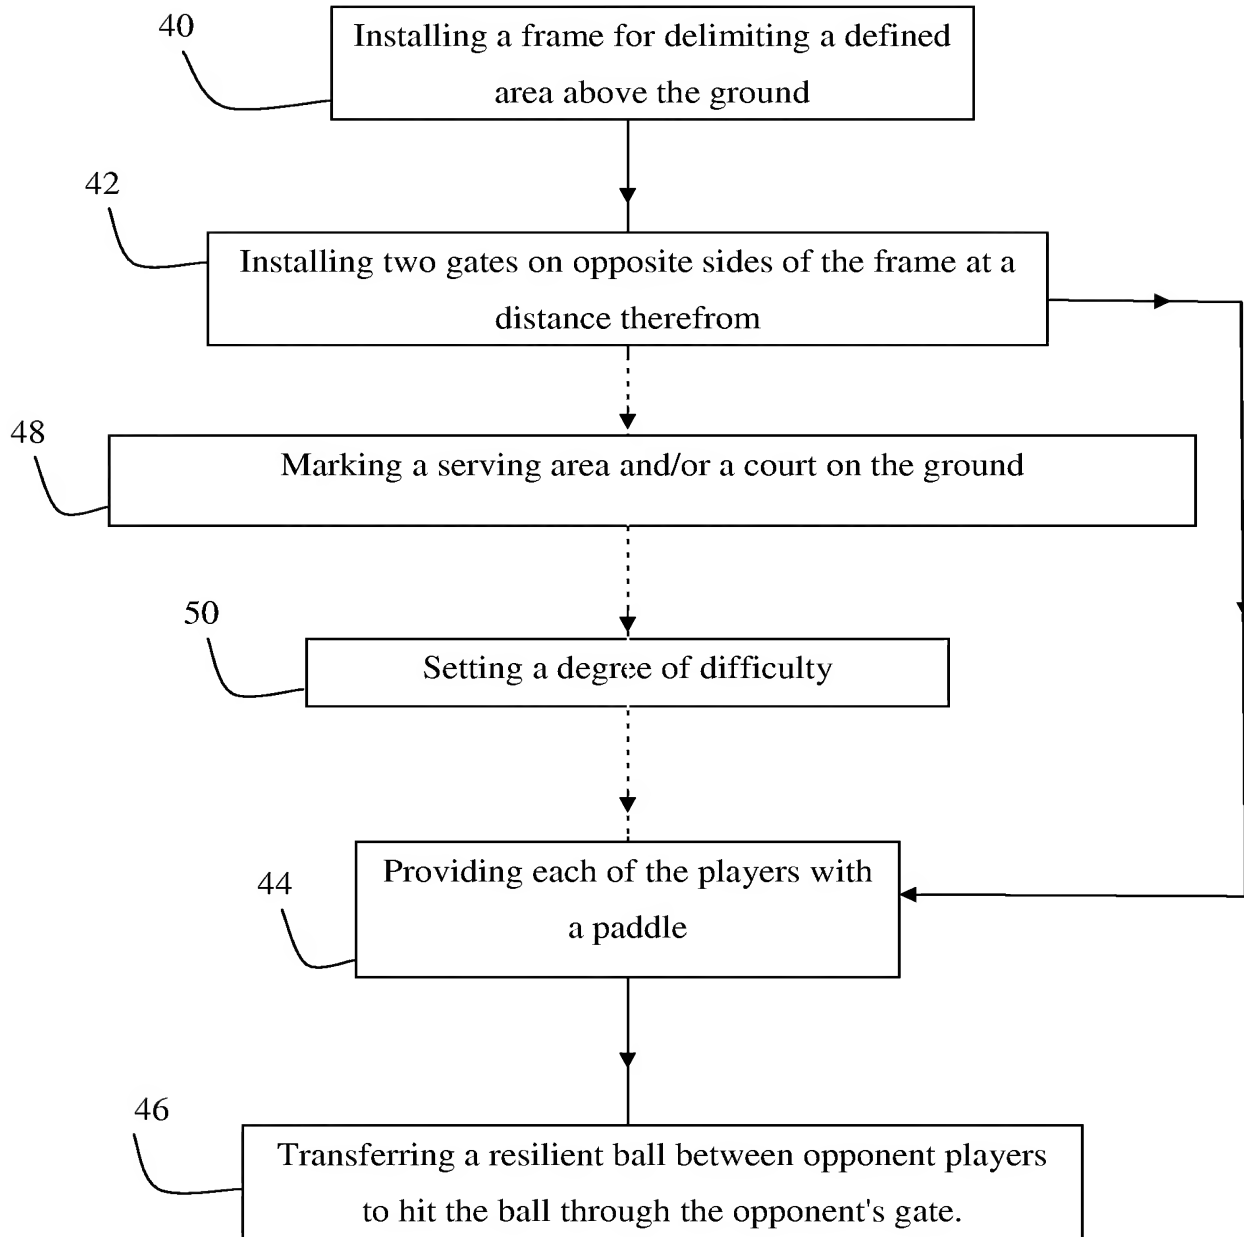 40
Installing a frame for delimiting a defined
area above the ground
42
Installing two gates on opposite sides of the frame at a
distance therefrom
48
Marking a serving area and/or a court on the ground
50
Setting a degree of difficulty
44
Providing each of the players with
a paddle
46
Transferring a resilient ball between opponent players
to hit the ball through the opponent's gate.